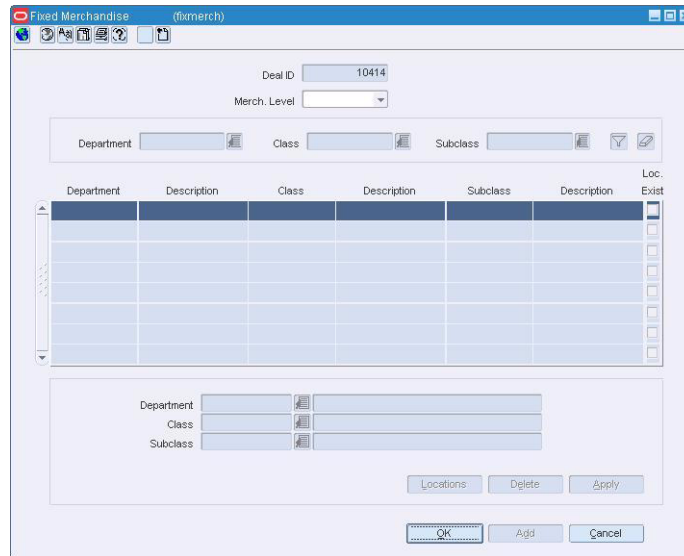 Fixed Merchandise (fixmerch)
Deal ID 10414
Merch. Level
Department Class Subclass
Loc.
Department Description Class Description Subclass Description Exist
Department
Class
Subclass
Locations Delete Apply
OK Add Cancel